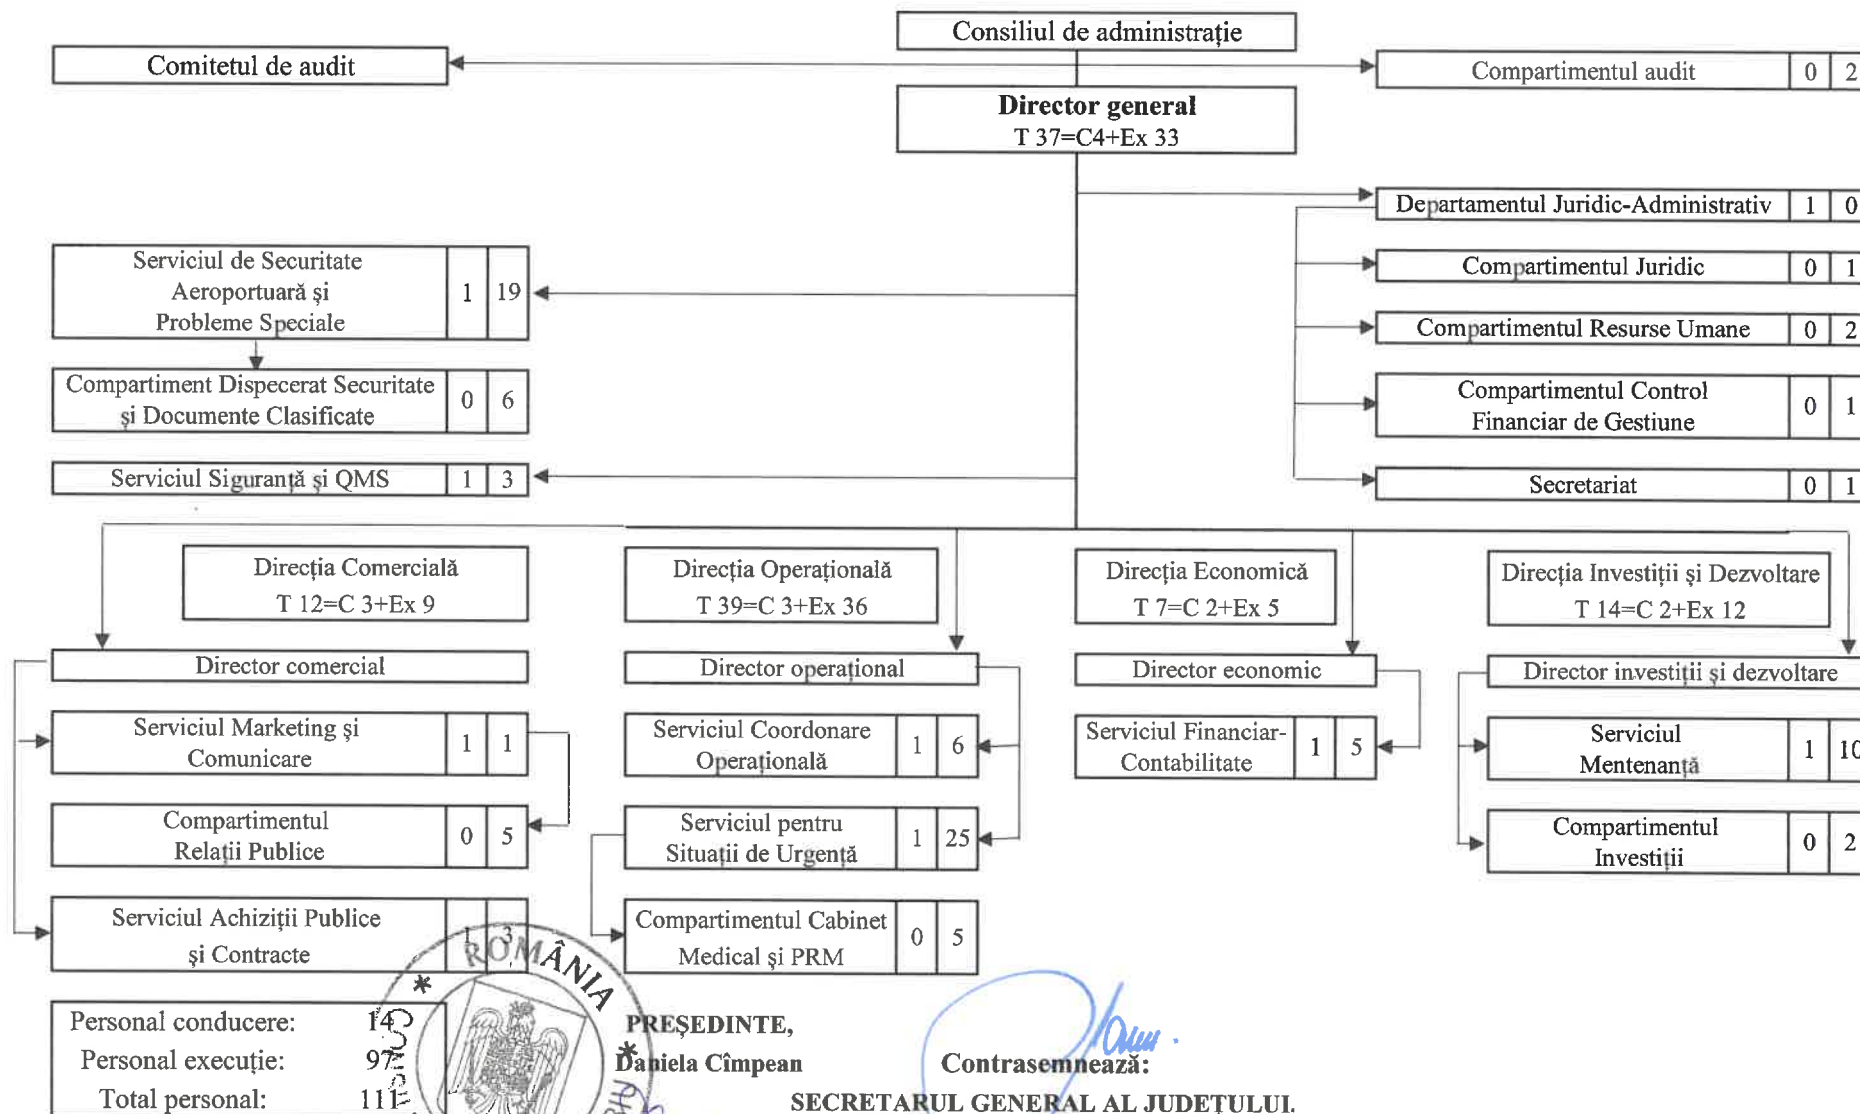 Consiliul de administrație
Comitetul de audit
Compartimentul audit 0 2
Director general
T 37=C4+Ex 33
Departamentul Juridic-Administrativ 1 0
Compartimentul Juridic 0 1
Compartimentul Resurse Umane 0 2
Compartimentul Control
Financiar de Gestiune
0 1
Secretariat 0 1
Serviciul de Securitate
Aeroportuară și
Probleme Speciale
1 19
Compartiment Dispecerat Securitate
și Documente Clasificate
0 6
Serviciul Siguranță și QMS 1 3
Direcția Comercială
T 12=C 3+Ex 9
Director comercial
Serviciul Marketing și
Comunicare
1 1
Compartimentul
Relații Publice
0 5
Serviciul Achiziții Publice
și Contracte
1 3
Direcția Operațională
T 39=C 3+Ex 36
Director operațional
Serviciul Coordonare
Operațională
1 6
Serviciul pentru
Situații de Urgență
1 25
Compartimentul Cabinet
Medical și PRM
0 5
Direcția Economică
T 7=C 2+Ex 5
Director economic
Serviciul Financiar-
Contabilitate
1 5
Direcția Investiții și Dezvoltare
T 14=C 2+Ex 12
Director investiții și dezvoltare
Serviciul
Mentenanță
1 10
Compartimentul
Investiții
0 2
Personal conducere: 14
Personal execuție: 97
Total personal: 111
* ROMÂNIA *
PREȘEDINTE,
Daniela Cîmpean
Contrasemnează:
SECRETARUL GENERAL AL JUDEȚULUI,